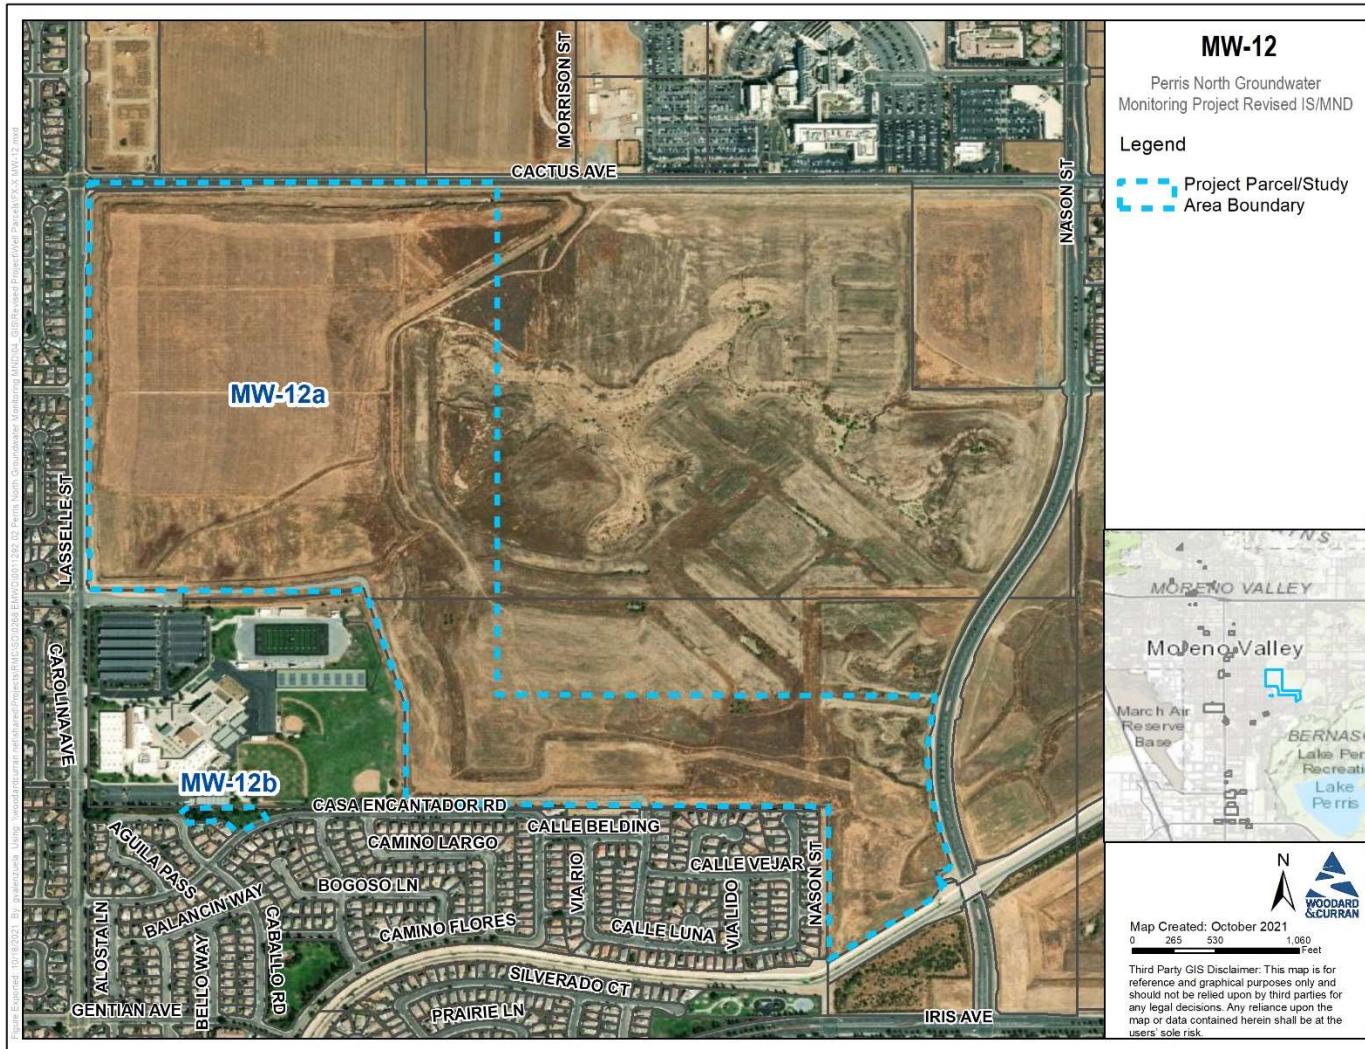 MW-12
Perris North Groundwater
Monitoring Project Revised IS/MND
Legend
Project Parcel/Study
Area Boundary
MORRISON ST
CACTUS AVE
NASON ST
MW-12a
LASSELLE ST
CAROLINA AVE
MW-12b
CASA ENCANTADOR RD
CALLE BELDING
CAMINO LARGO
AGUILA PASS
CALLE VEJAR
BOGOSO LN
VIA RIO
NASON ST
BALANCIN WAY
VIA LIDO
CAMINO FLORES
CALLE LUNA
CABALLO RD
ALOSTA LN
BELLO WAY
SILVERADO CT
GENTIAN AVE
PRAIRIE LN
IRIS AVE
MORENO VALLEY
Moreno Valley
March Air
Reserve
Base
BERNASC
Lake Per
Recreati
Lake
Perris
N
WOODARD
&CURRAN
Map Created: October 2021
0 265 530 1,060
Feet
Third Party GIS Disclaimer: This map is for
reference and graphical purposes only and
should not be relied upon by third parties for
any legal decisions. Any reliance upon the
map or data contained herein shall be at the
users' sole risk.